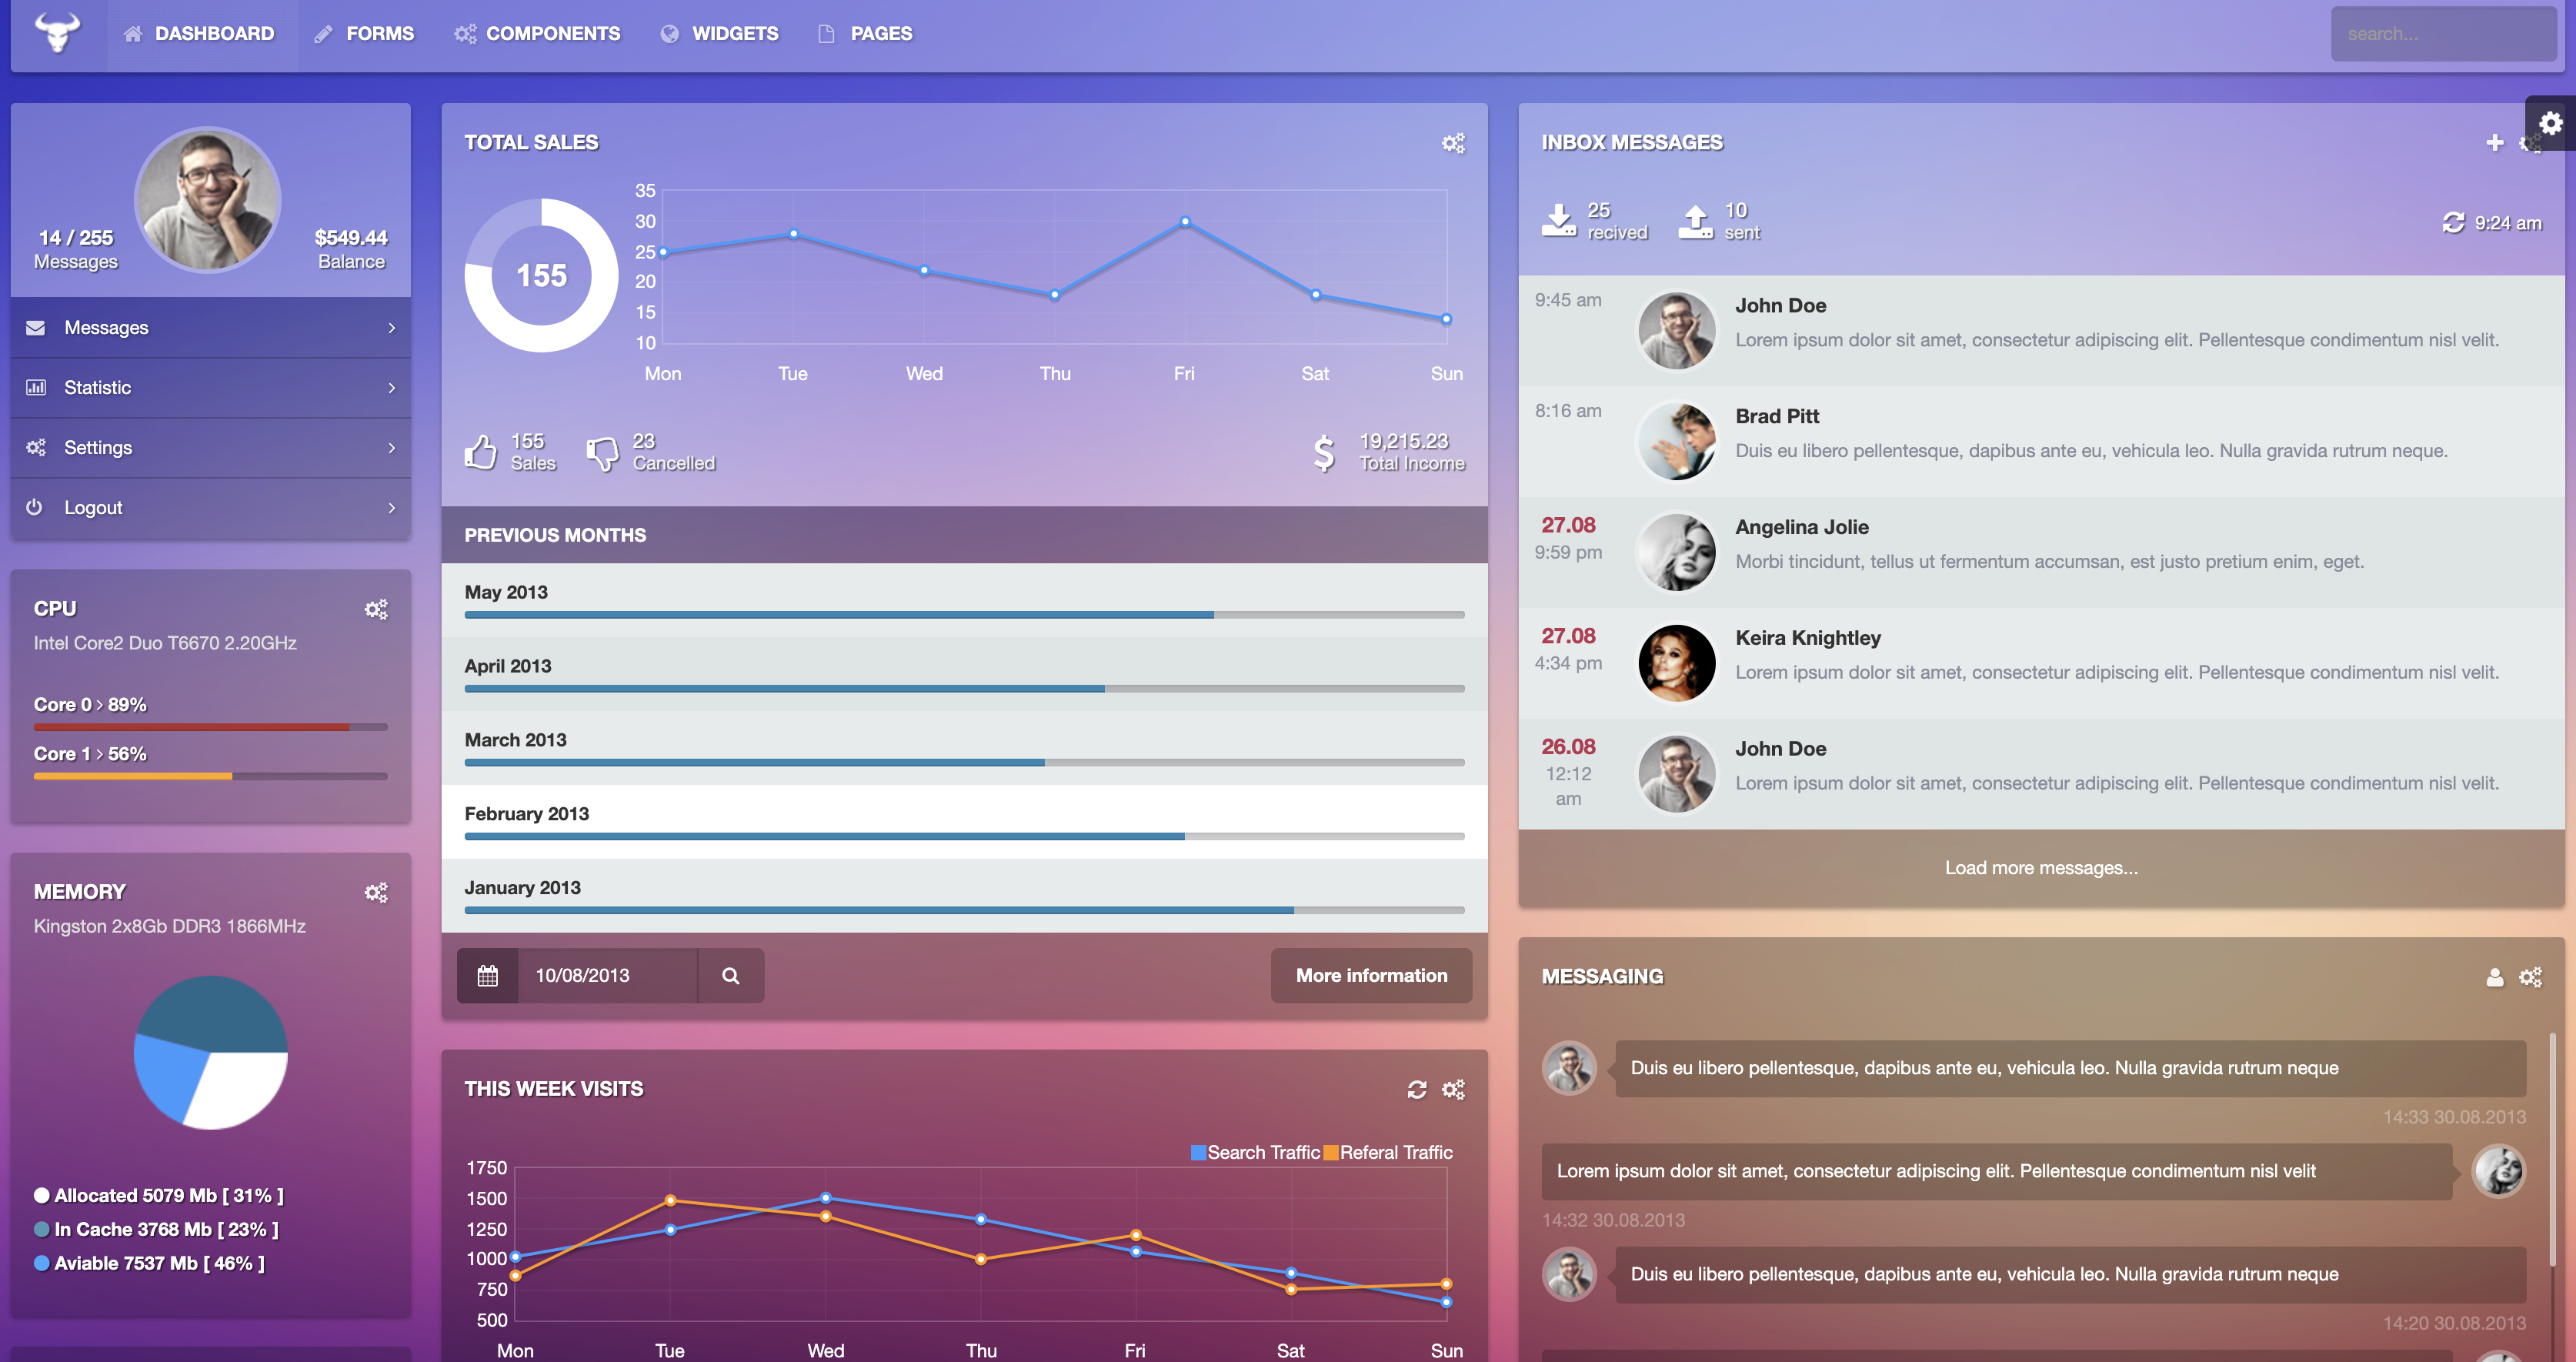 DASHBOARD
FORMS
COMPONENTS
WIDGETS
PAGES
search...
14 / 255
Messages
$549.44
Balance
Messages
Statistic
Settings
Logout
CPU
Intel Core2 Duo T6670 2.20GHz
Core 0 > 89%
Core 1 > 56%
MEMORY
Kingston 2x8Gb DDR3 1866MHz
Allocated 5079 Mb [ 31% ]
In Cache 3768 Mb [ 23% ]
Aviable 7537 Mb [ 46% ]
TOTAL SALES
155
35
30
25
20
15
10
Mon Tue Wed Thu Fri Sat Sun
155
Sales
23
Cancelled
19,215.23
Total Income
PREVIOUS MONTHS
May 2013
April 2013
March 2013
February 2013
January 2013
10/08/2013
More information
THIS WEEK VISITS
Search Traffic Referal Traffic
1750
1500
1250
1000
750
500
Mon Tue Wed Thu Fri Sat Sun
INBOX MESSAGES
25
recived
10
sent
9:24 am
9:45 am
John Doe
Lorem ipsum dolor sit amet, consectetur adipiscing elit. Pellentesque condimentum nisl velit.
8:16 am
Brad Pitt
Duis eu libero pellentesque, dapibus ante eu, vehicula leo. Nulla gravida rutrum neque.
27.08
9:59 pm
Angelina Jolie
Morbi tincidunt, tellus ut fermentum accumsan, est justo pretium enim, eget.
27.08
4:34 pm
Keira Knightley
Lorem ipsum dolor sit amet, consectetur adipiscing elit. Pellentesque condimentum nisl velit.
26.08
12:12
am
John Doe
Lorem ipsum dolor sit amet, consectetur adipiscing elit. Pellentesque condimentum nisl velit.
Load more messages...
MESSAGING
Duis eu libero pellentesque, dapibus ante eu, vehicula leo. Nulla gravida rutrum neque
14:33 30.08.2013
Lorem ipsum dolor sit amet, consectetur adipiscing elit. Pellentesque condimentum nisl velit
14:32 30.08.2013
Duis eu libero pellentesque, dapibus ante eu, vehicula leo. Nulla gravida rutrum neque
14:20 30.08.2013